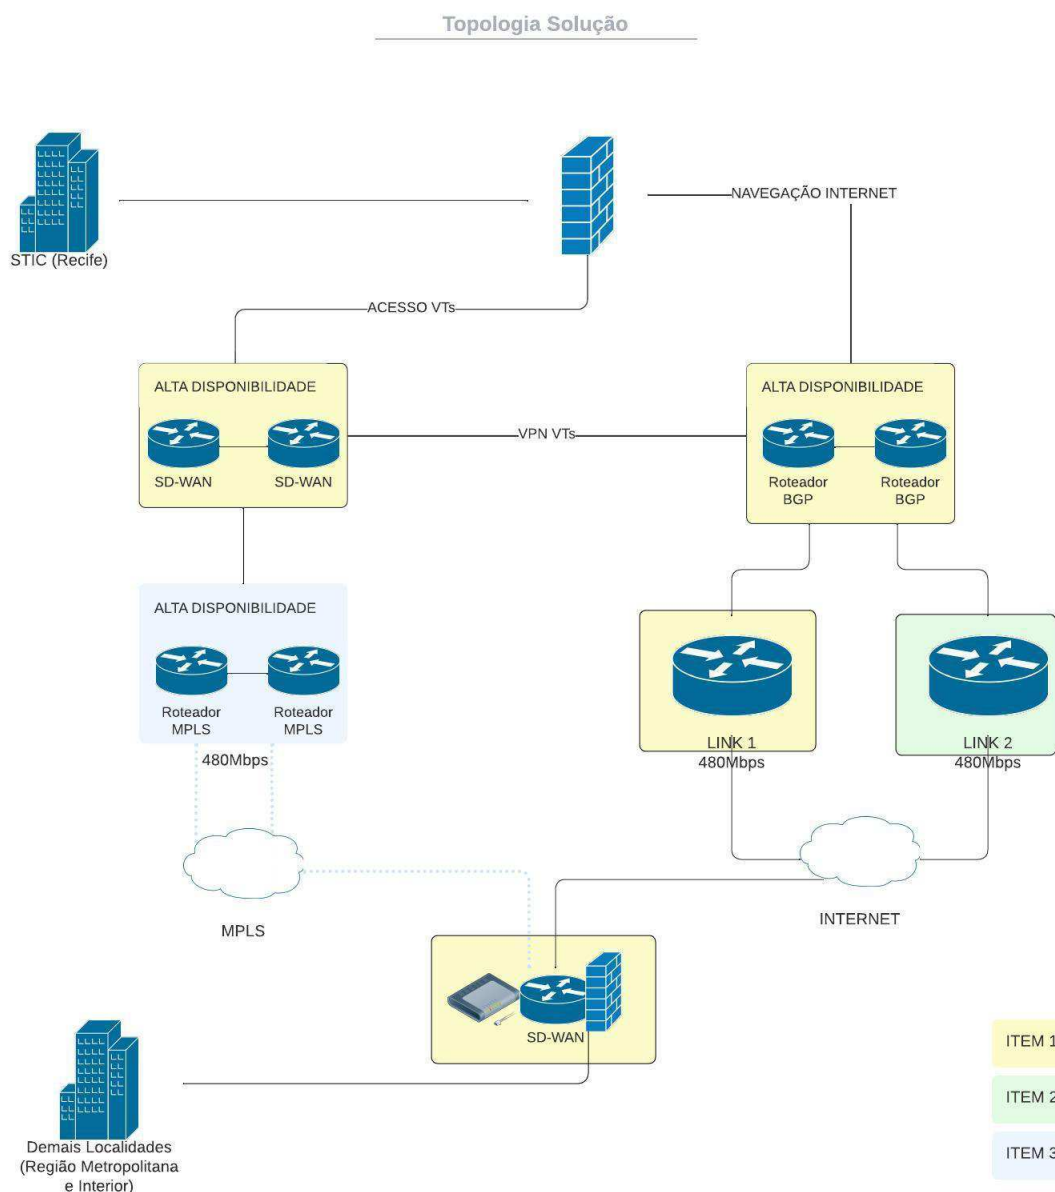 Topologia Solução
NAVEGAÇÃO INTERNET
STIC (Recife)
ACESSO VTs
ALTA DISPONIBILIDADE
SD-WAN
SD-WAN
VPN VTs
ALTA DISPONIBILIDADE
Roteador
BGP
Roteador
BGP
ALTA DISPONIBILIDADE
Roteador
MPLS
Roteador
MPLS
480Mbps
LINK 1
480Mbps
LINK 2
480Mbps
MPLS
INTERNET
SD-WAN
Demais Localidades
(Região Metropolitana
e Interior)
ITEM 1
ITEM 2
ITEM 3